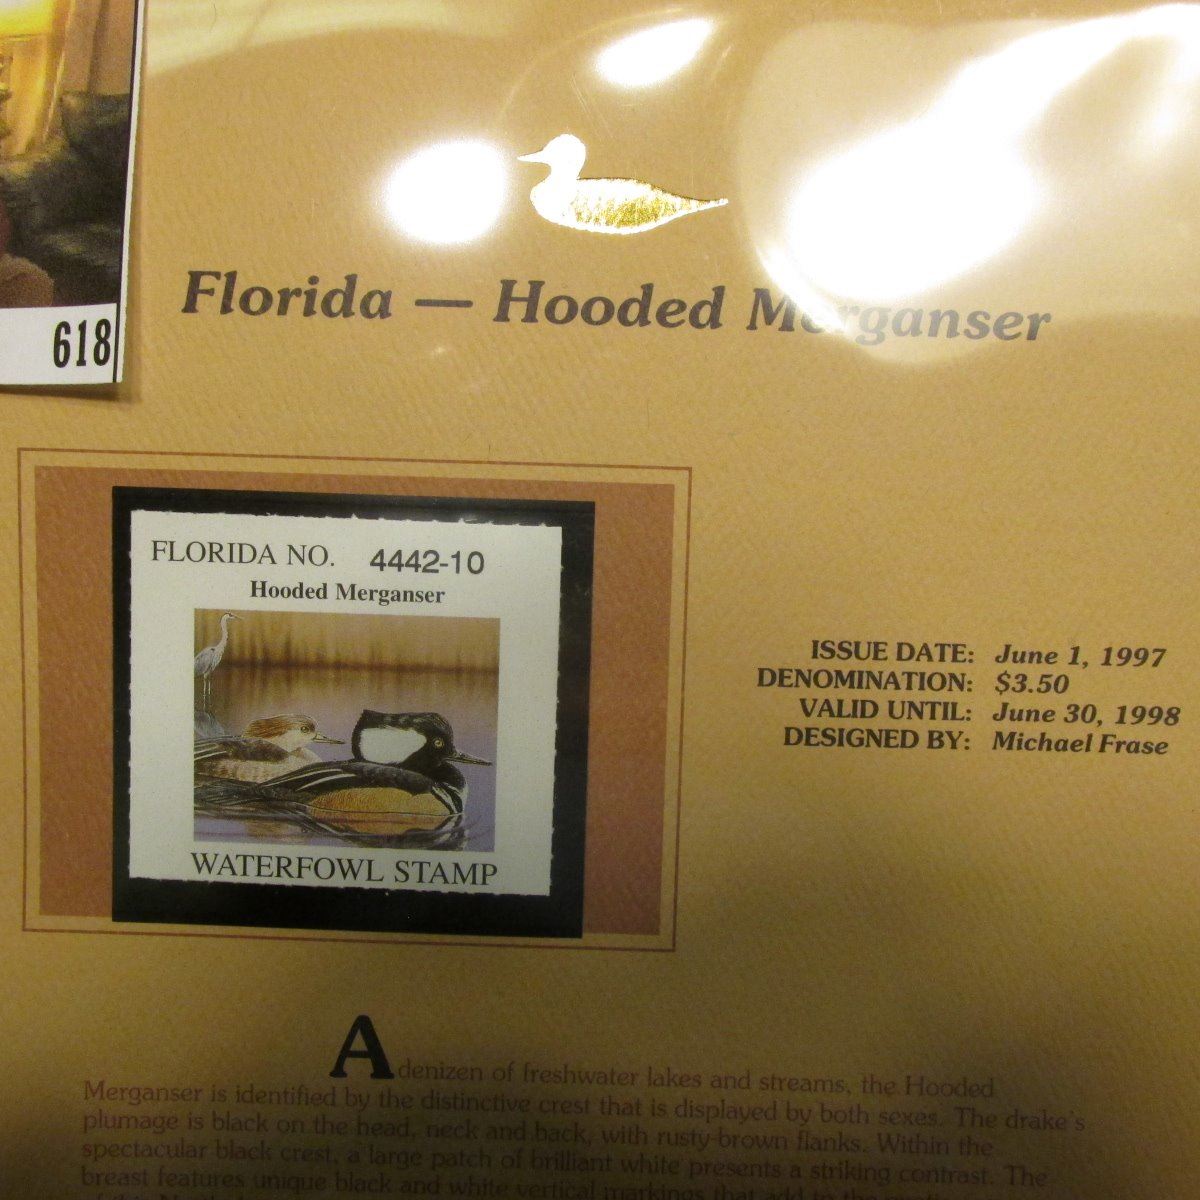 618
Florida — Hooded Merganser
FLORIDA NO. 4442-10
Hooded Merganser
WATERFOWL STAMP
ISSUE DATE: June 1, 1997
DENOMINATION: $3.50
VALID UNTIL: June 30, 1998
DESIGNED BY: Michael Frase
A denizen of freshwater lakes and streams, the Hooded
Merganser is identified by the distinctive crest that is displayed by both sexes. The drake's
plumage is black on the head, neck and back, with rusty-brown flanks. Within the
spectacular black crest, a large patch of brilliant white presents a striking contrast. The
breast features unique black and white vertical markings that add to the